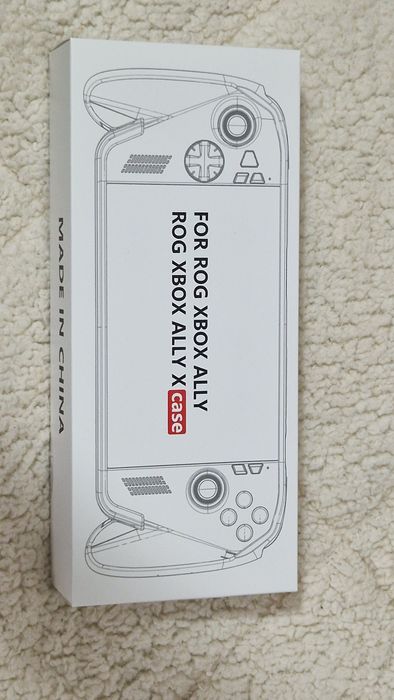 FOR ROG XBOX ALLY
ROG XBOX ALLY X case
MADE IN CHINA